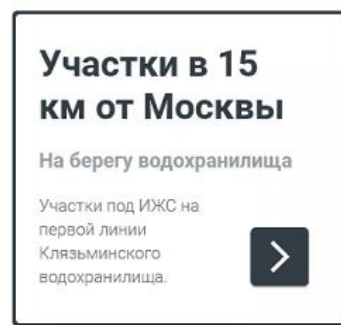 Участки в 15
км от Москвы
На берегу водохранилища
Участки под ИЖС на
первой линии
Клязьминского
водохранилища.